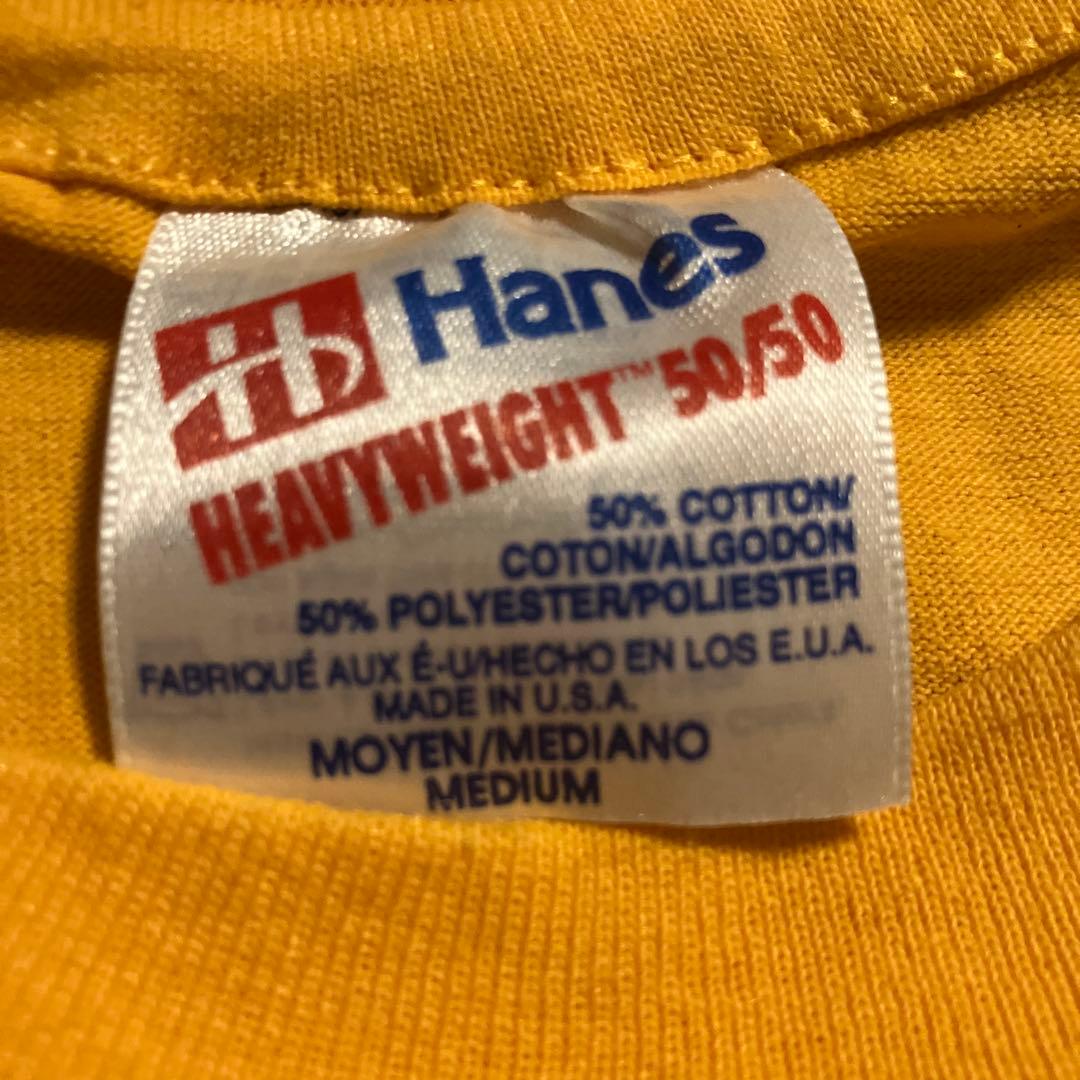 Hanes
HEAVYWEIGHT™ 50/50
50% COTTON/
COTON/ALGODON
50% POLYESTER/POLIESTER
FABRIQUÉ AUX É-U/HECHO EN LOS E.U.A.
MADE IN U.S.A.
MOYEN/MEDIANO
MEDIUM